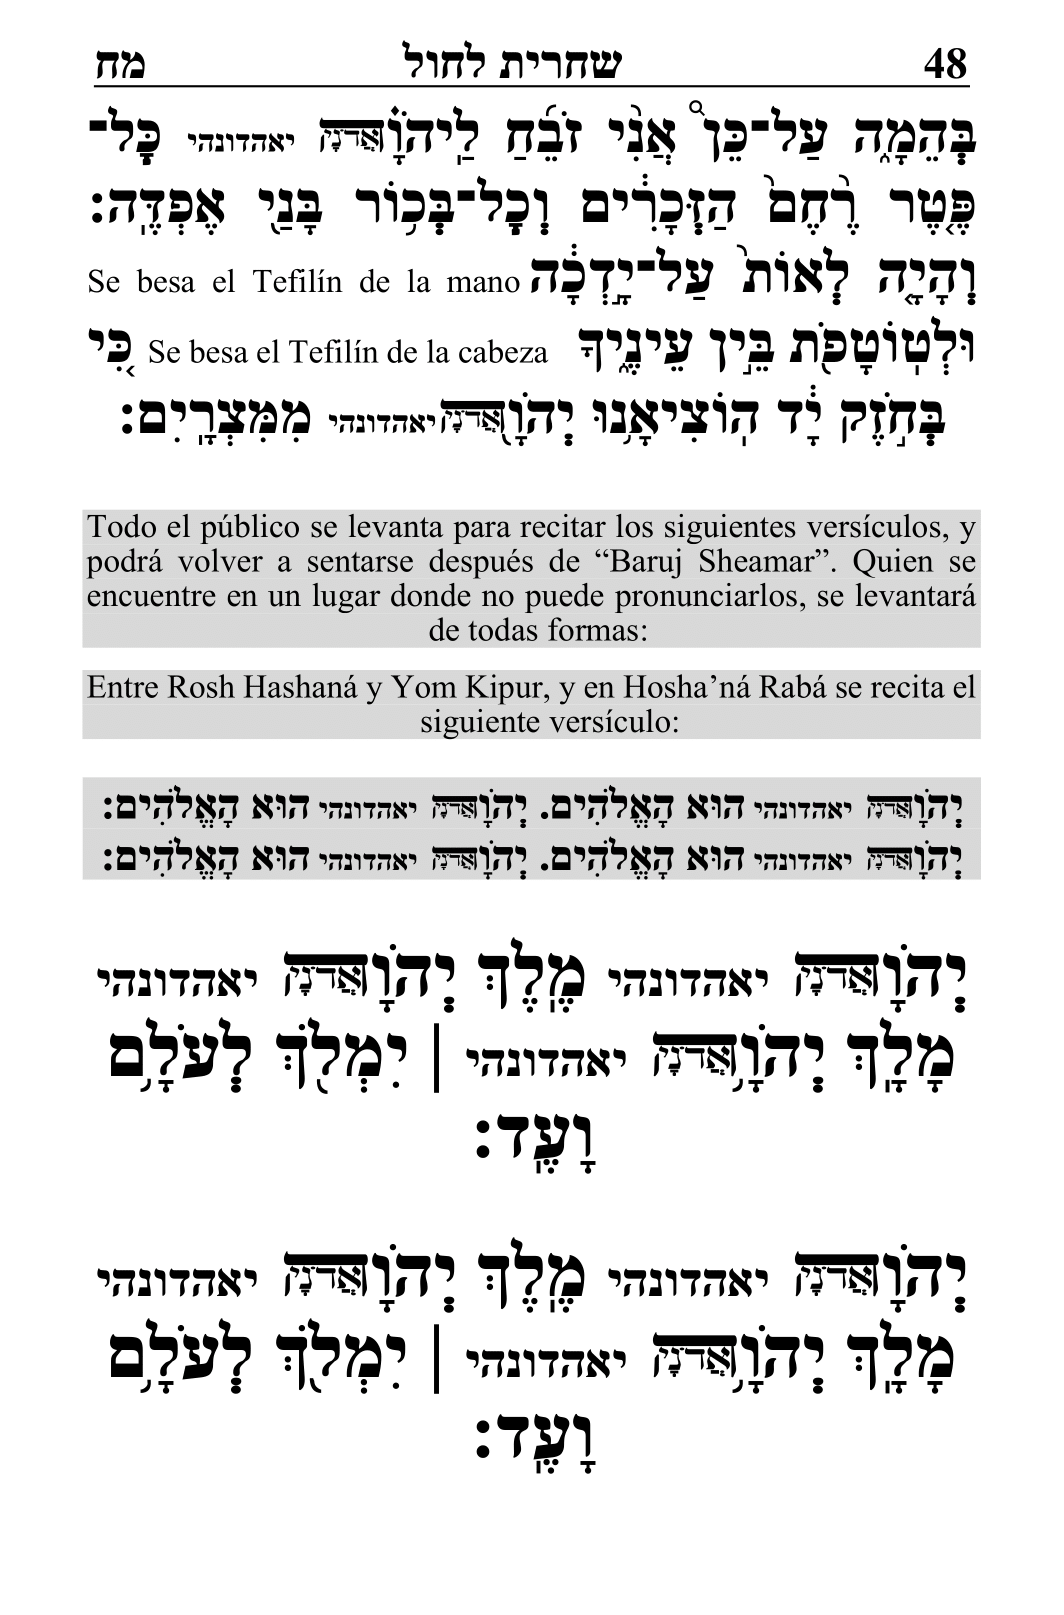 48 שחרית לחול מח
בְּהֵמָ֑ה עַל־כֵּן֩ אֲנִ֨י זֹבֵ֜חַ לַֽיהֹוָ֗ה אֲדֹנָי יאהדונהי כׇּל־
פֶּ֤טֶר רֶ֙חֶם֙ הַזְּכָרִ֔ים וְכׇל־בְּכ֥וֹר בָּנַ֖י אֶפְדֶּֽה׃
וְהָיָ֤ה לְאוֹת֙ עַל־יָ֣דְכָ֔ה Se besa el Tefilín de la mano
וּלְטֽוֹטָפֹ֖ת בֵּ֣ין עֵינֶ֑יךָ Se besa el Tefilín de la cabeza כִּ֚י
בְּחֹ֣זֶק יָ֔ד הֽוֹצִיאָ֥נוּ יְהֹוָ֖ה אֲדֹנָי יאהדונהי מִמִּצְרָֽיִם׃
Todo el público se levanta para recitar los siguientes versículos, y
podrá volver a sentarse después de “Baruj Sheamar”. Quien se
encuentre en un lugar donde no puede pronunciarlos, se levantará
de todas formas:
Entre Rosh Hashaná y Yom Kipur, y en Hosha’ná Rabá se recita el
siguiente versículo:
יְהֹוָה אֲדֹנָי יאהדונהי הוּא הָאֱלֹהִים. יְהֹוָה אֲדֹנָי יאהדונהי הוּא הָאֱלֹהִים:
יְהֹוָה אֲדֹנָי יאהדונהי הוּא הָאֱלֹהִים. יְהֹוָה אֲדֹנָי יאהדונהי הוּא הָאֱלֹהִים:
יְהֹוָה אֲדֹנָי יאהדונהי מֶֽלֶךְ יְהֹוָה אֲדֹנָי יאהדונהי
מָלָֽךְ יְהֹוָ֥ה אֲדֹנָי יאהדונהי | יִמְלֹ֖ךְ לְעֹלָ֥ם
וָעֶֽד׃
יְהֹוָה אֲדֹנָי יאהדונהי מֶֽלֶךְ יְהֹוָה אֲדֹנָי יאהדונהי
מָלָֽךְ יְהֹוָ֥ה אֲדֹנָי יאהדונהי | יִמְלֹ֖ךְ לְעֹלָ֥ם
וָעֶֽד׃